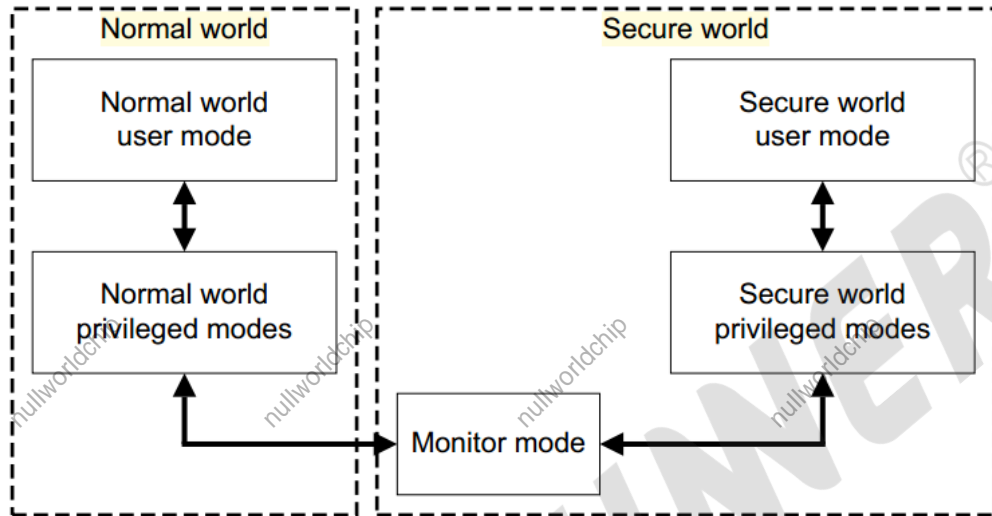 Normal world
Secure world
Normal world
user mode
Secure world
user mode
Normal world
privileged modes
Secure world
privileged modes
nullworldchip
nullworldchip
nullworldchip
nullworldchip
Monitor mode
NNER®